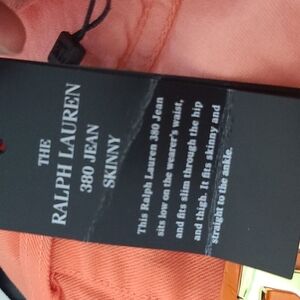 THE
RALPH LAUREN
380 JEAN
SKINNY
This Ralph Lauren 380 Jean
sits low on the wearer's waist,
and fits slim through the hip
and thigh. It fits skinny and
straight to the ankle.